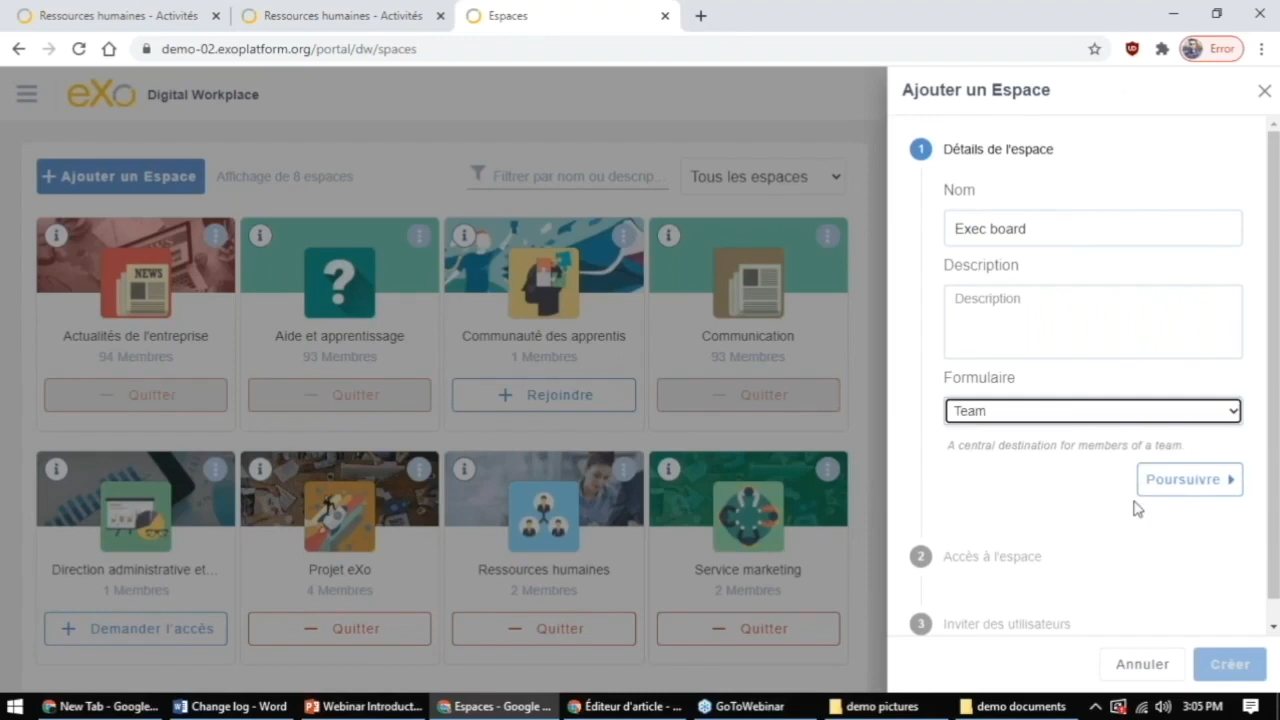 Ressources humaines - Activités
Ressources humaines - Activités
Espaces
demo-02.exoplatform.org/portal/dw/spaces
Error
eXo Digital Workplace
+ Ajouter un Espace
Affichage de 8 espaces
Filtrer par nom ou descrip...
Tous les espaces
NEWS
Actualités de l'entreprise
94 Membres
Quitter
?
Aide et apprentissage
93 Membres
Quitter
Communauté des apprentis
1 Membres
+ Rejoindre
Communication
93 Membres
Quitter
Direction administrative et...
1 Membres
+ Demander l'accès
Projet eXo
4 Membres
Quitter
Ressources humaines
2 Membres
Quitter
Service marketing
2 Membres
Quitter
Ajouter un Espace
1 Détails de l'espace
Nom
Exec board
Description
Description
Formulaire
Team
A central destination for members of a team
Poursuivre
2 Accès à l'espace
3 Inviter des utilisateurs
Annuler
Créer
New Tab - Google...
Change log - Word
Webinar Introduct...
Espaces - Google ...
Éditeur d'article - ...
GoToWebinar
demo pictures
demo documents
3:05 PM